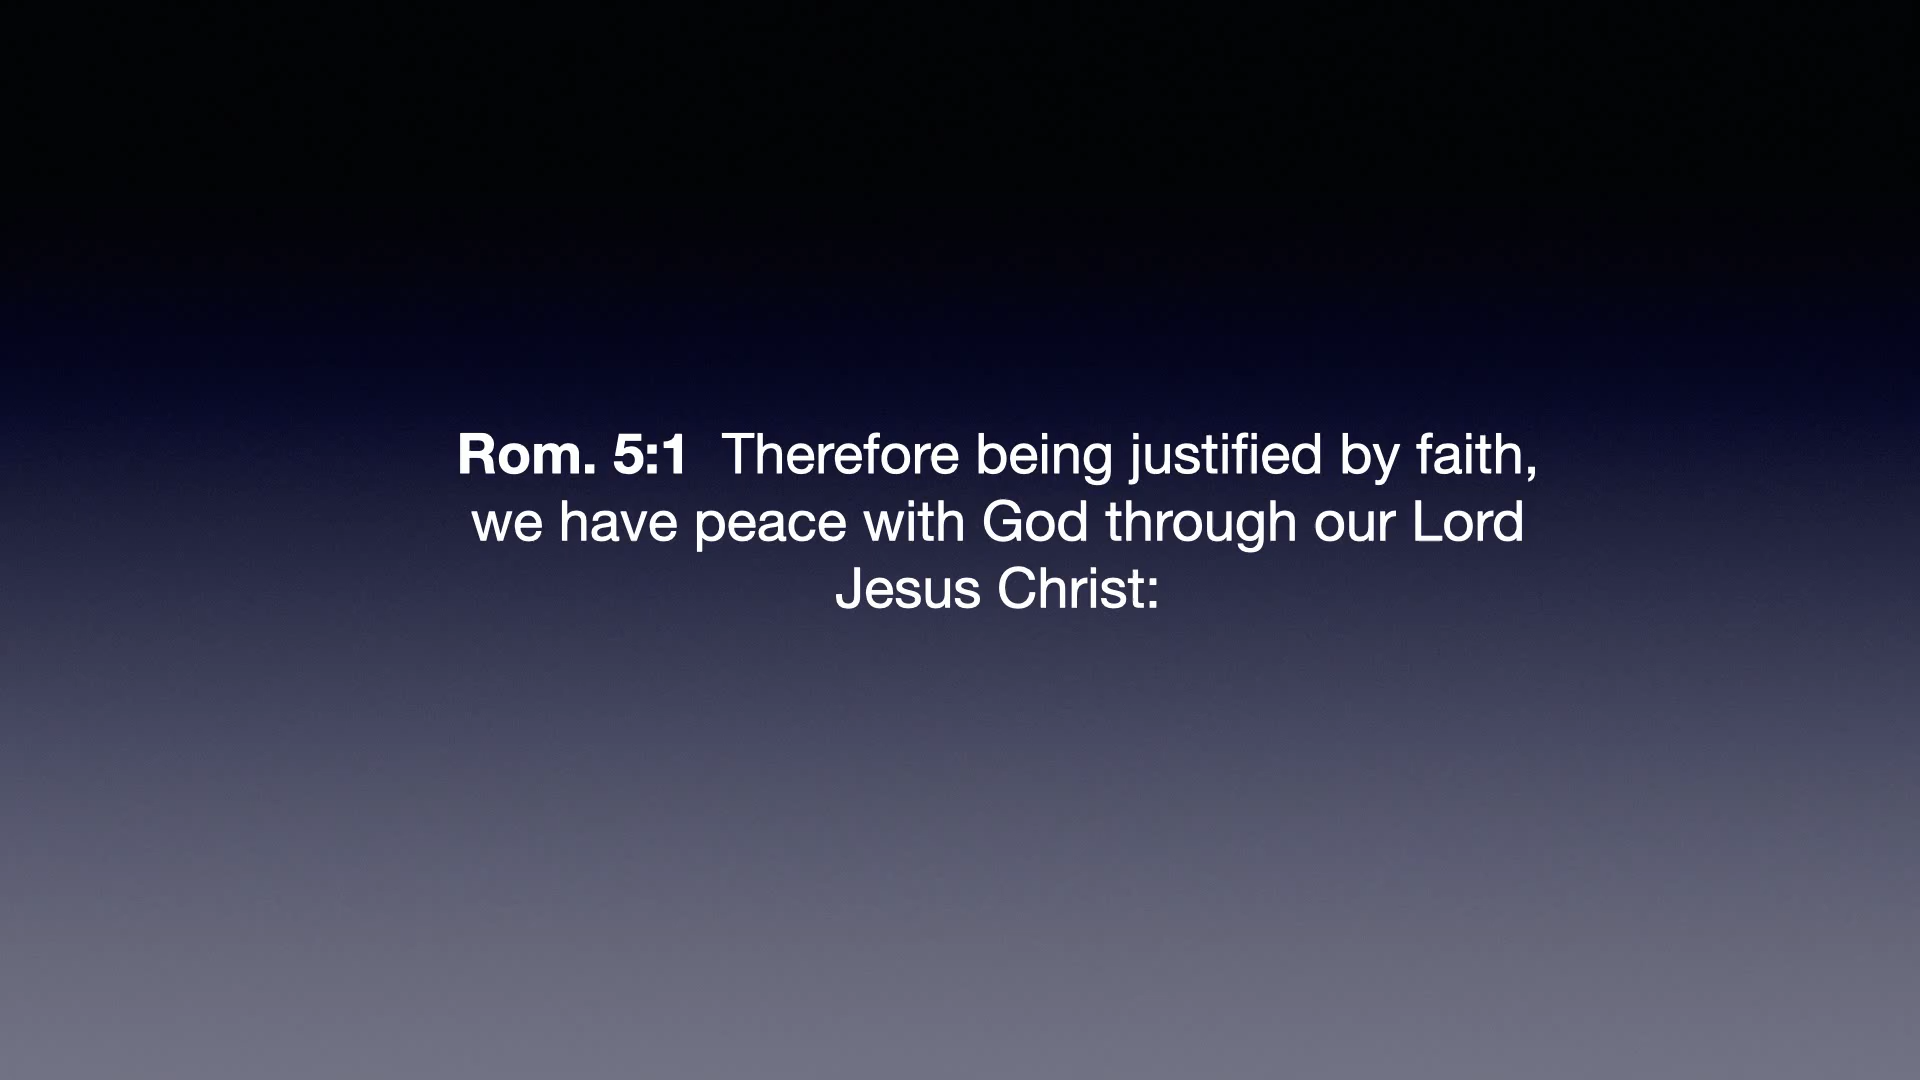 Rom. 5:1  Therefore being justified by faith,
we have peace with God through our Lord
Jesus Christ: